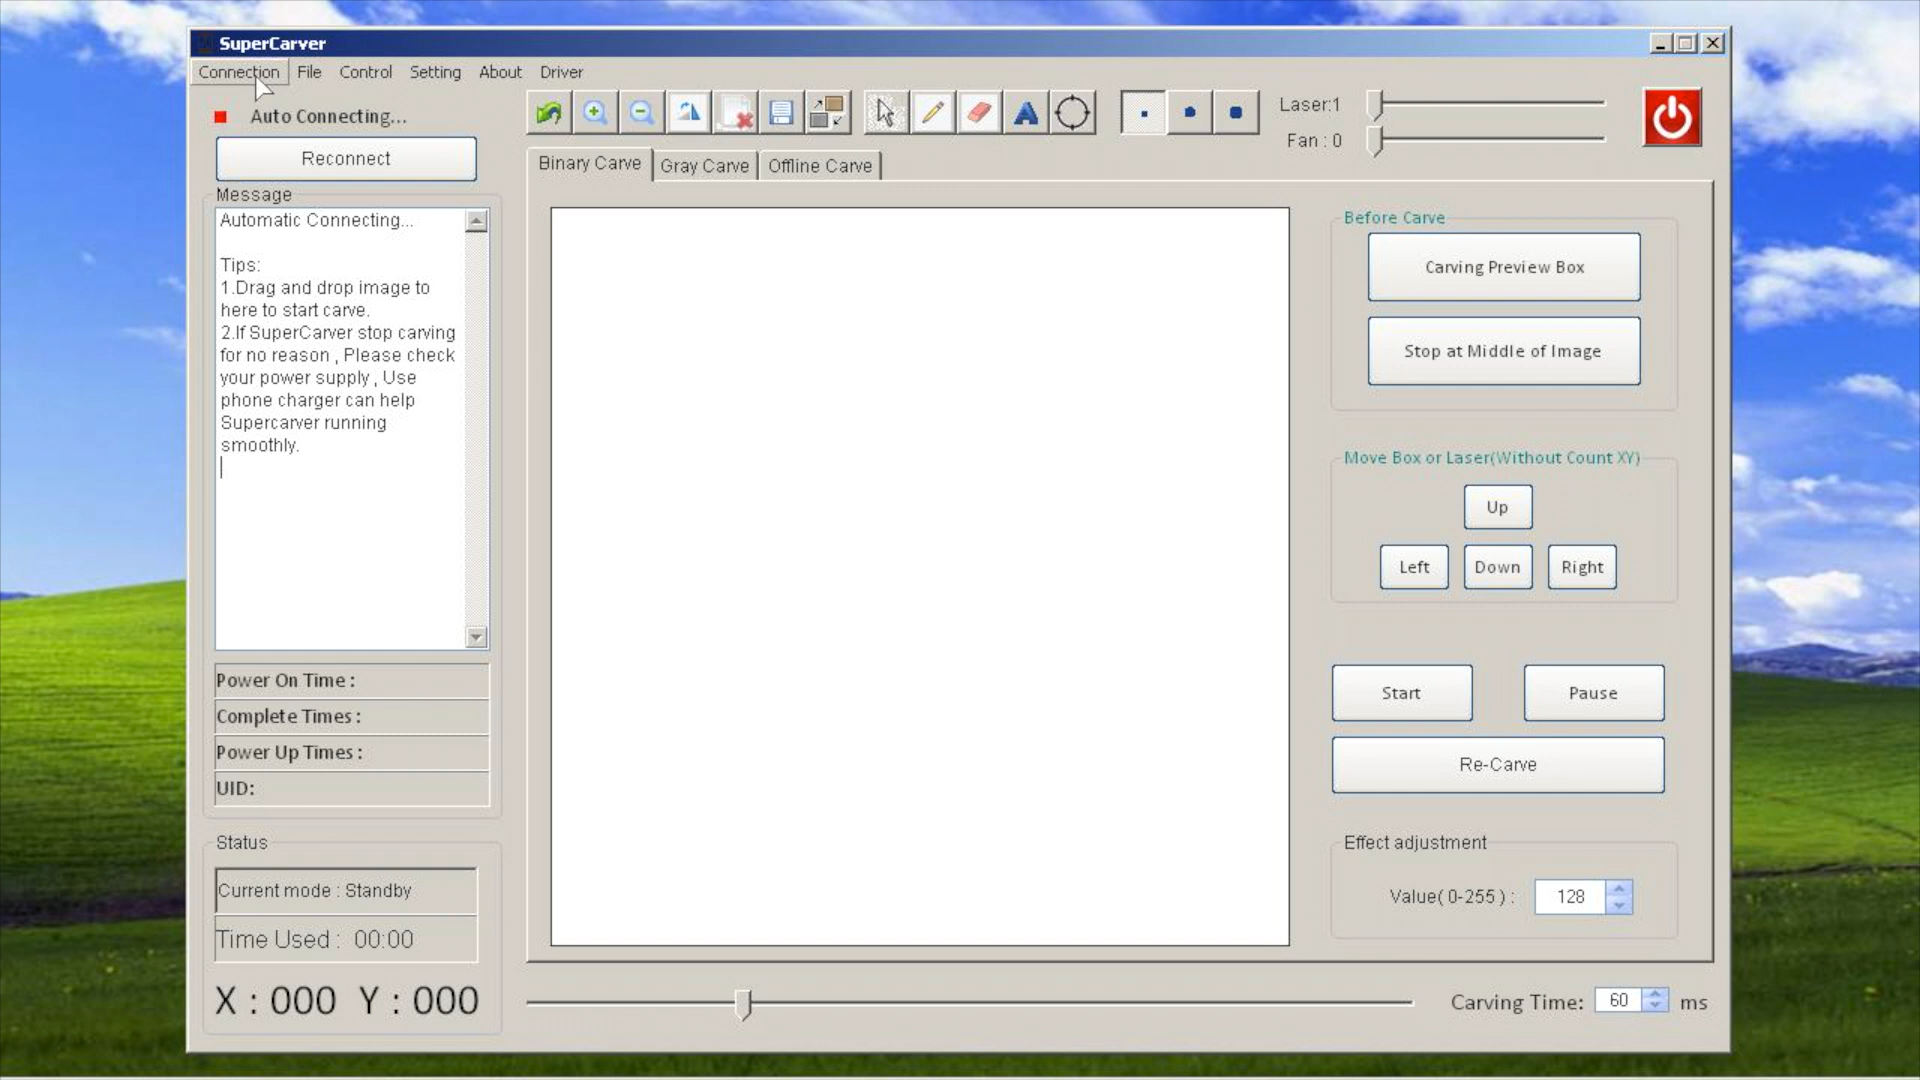 SuperCarver
Connection File Control Setting About Driver
Auto Connecting...
Reconnect
Message
Automatic Connecting...
Tips:
1.Drag and drop image to
here to start carve.
2.If SuperCarver stop carving
for no reason , Please check
your power supply , Use
phone charger can help
Supercarver running
smoothly.
Power On Time :
Complete Times :
Power Up Times :
UID:
Status
Current mode : Standby
Time Used : 00:00
X : 000 Y : 000
A
Laser:1
Fan : 0
Binary Carve Gray Carve Offline Carve
Before Carve
Carving Preview Box
Stop at Middle of Image
Move Box or Laser(Without Count XY)
Up
Left Down Right
Start Pause
Re-Carve
Effect adjustment
Value( 0-255 ) : 128
Carving Time: 60 ms